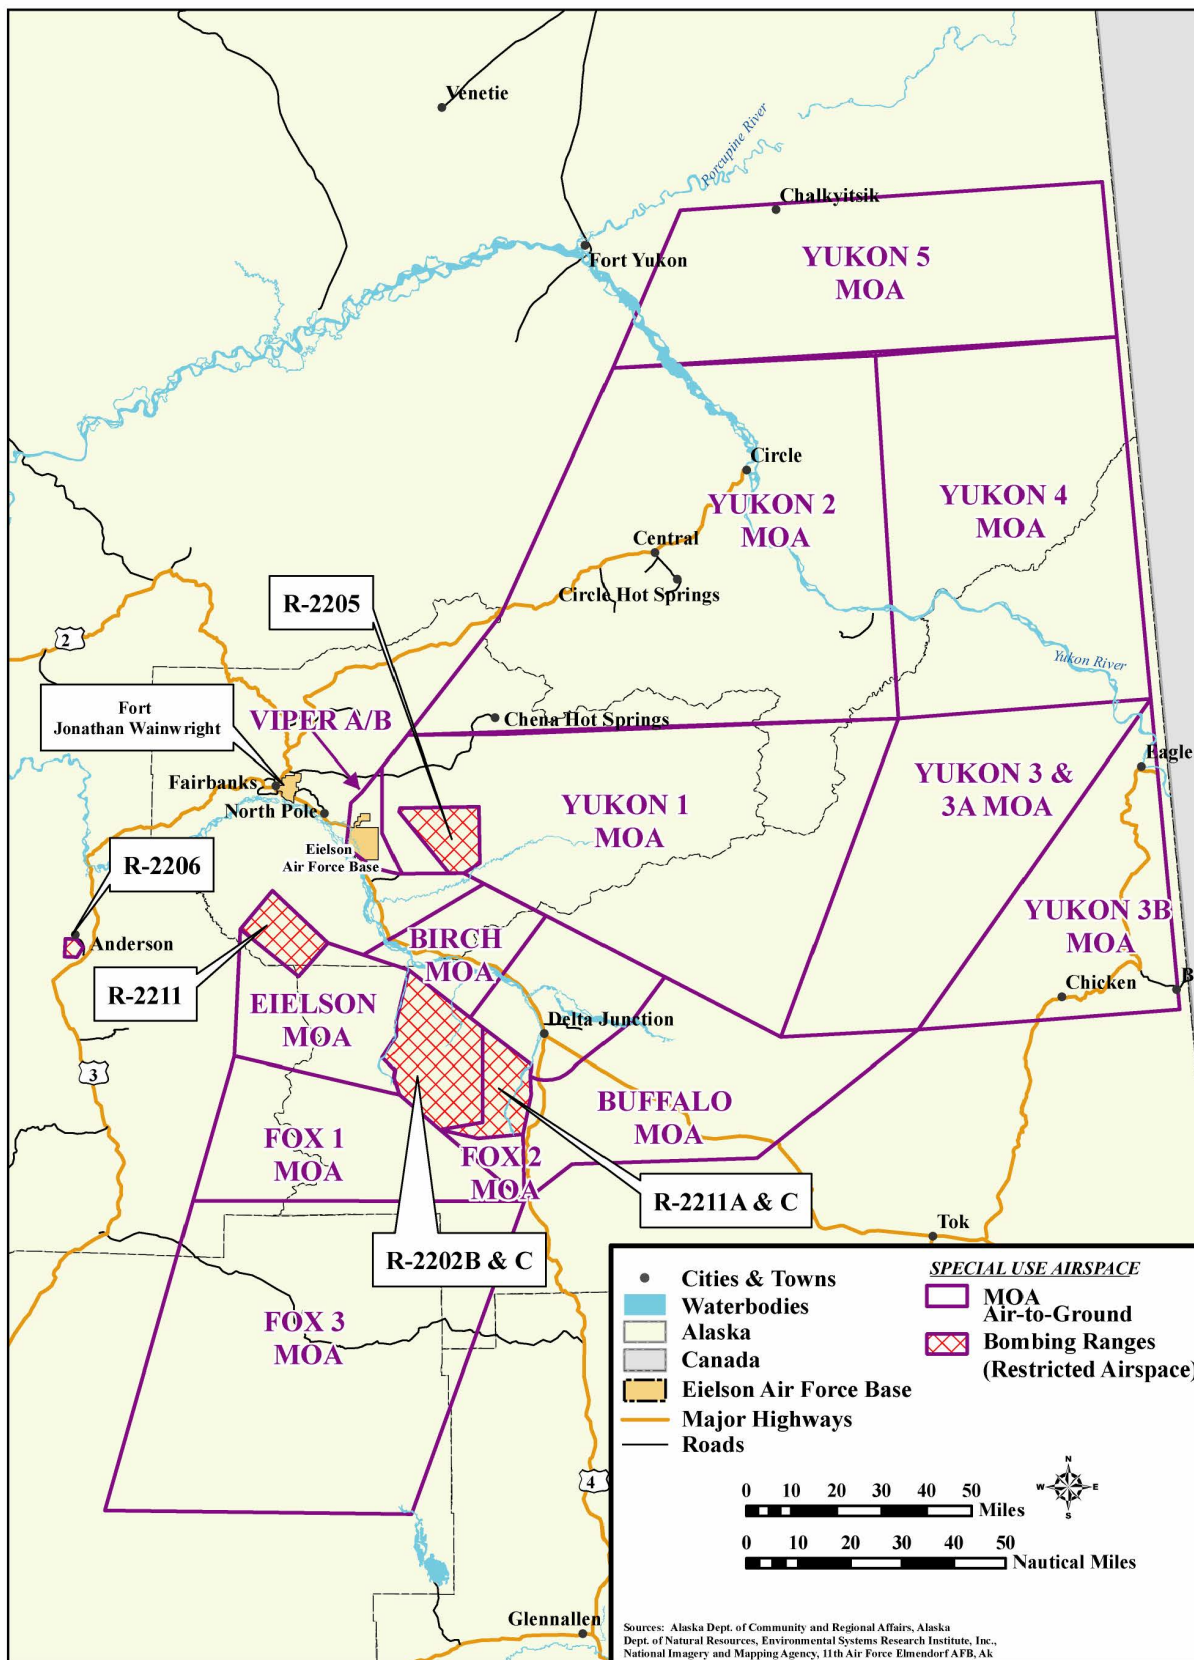 Venetie
Porcupine River
Chalkyitsik
Fort Yukon
YUKON 5
MOA
Circle
YUKON 2
MOA
YUKON 4
MOA
Central
Circle Hot Springs
R-2205
2
Yukon River
Fort
Jonathan Wainwright
VIPER A/B
Chena Hot Springs
Eagle
Fairbanks
North Pole
YUKON 1
MOA
YUKON 3 &
3A MOA
Eielson
Air Force Base
R-2206
Anderson
BIRCH
MOA
YUKON 3B
MOA
R-2211
EIELSON
MOA
Chicken
B
Delta Junction
3
BUFFALO
MOA
FOX 1
MOA
FOX 2
MOA
R-2211A & C
Tok
R-2202B & C
FOX 3
MOA
4
Glennallen
Cities & Towns
Waterbodies
Alaska
Canada
Eielson Air Force Base
Major Highways
Roads
SPECIAL USE AIRSPACE
MOA
Air-to-Ground
Bombing Ranges
(Restricted Airspace)
N
W E
S
0 10 20 30 40 50
Miles
0 10 20 30 40 50
Nautical Miles
Sources: Alaska Dept. of Community and Regional Affairs, Alaska
Dept. of Natural Resources, Environmental Systems Research Institute, Inc.,
National Imagery and Mapping Agency, 11th Air Force Elmendorf AFB, Ak